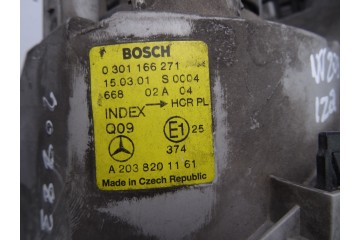 BOSCH
0 301 166 271
15.03.01 S 0004
668 02 A 04
INDEX → HCR PL
Q09
E1 25
374
A 203 820 11 61
Made in Czech Republic